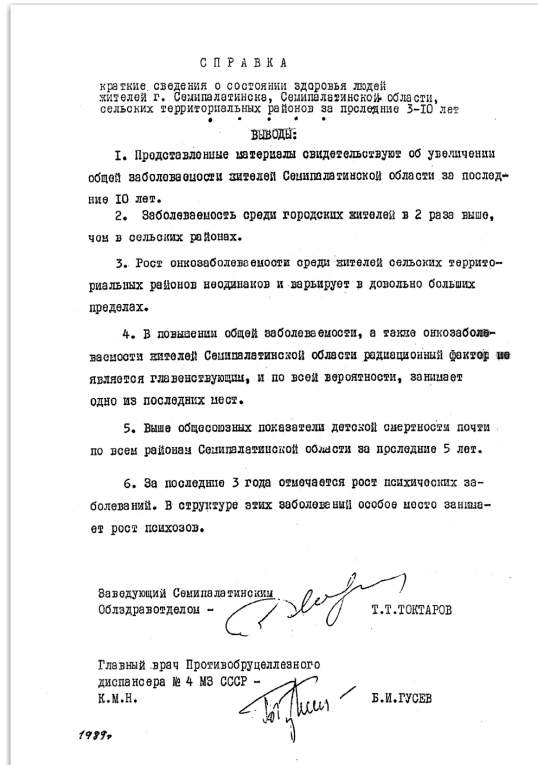 СПРАВКА
краткие сведения о состоянии здоровья людей
жителей г. Семипалатинска, Семипалатинской области,
сельских территориальных районов за последние 3-10 лет
ВЫВОДЫ:
I. Представленные материалы свидетельствуют об увеличении
общей заболеваемости жителей Семипалатинской области за послед-
ние 10 лет.
2. Заболеваемость среди городских жителей в 2 раза выше,
чем в сельских районах.
3. Рост онкозаболеваемости среди жителей сельских террито-
риальных районов неодинаков и варьирует в довольно больших
пределах.
4. В повышении общей заболеваемости, а также онкозаболе-
ваемости жителей Семипалатинской области радиационный фактор не
является главенствующим, и по всей вероятности, занимает
одно из последних мест.
5. Выше общесоюзных показатели детской смертности почти
по всем районам Семипалатинской области за последние 5 лет.
6. За последние 3 года отмечается рост психических за-
болеваний. В структуре этих заболеваний особое место занима-
ет рост психозов.
Заведующий Семипалатинским
Облздравотделом - Т.Т.ТОКТАРОВ
Главный врач Противобруцеллезного
диспансера № 4 МЗ СССР -
К.М.Н. Б.И.ГУСЕВ
1989г